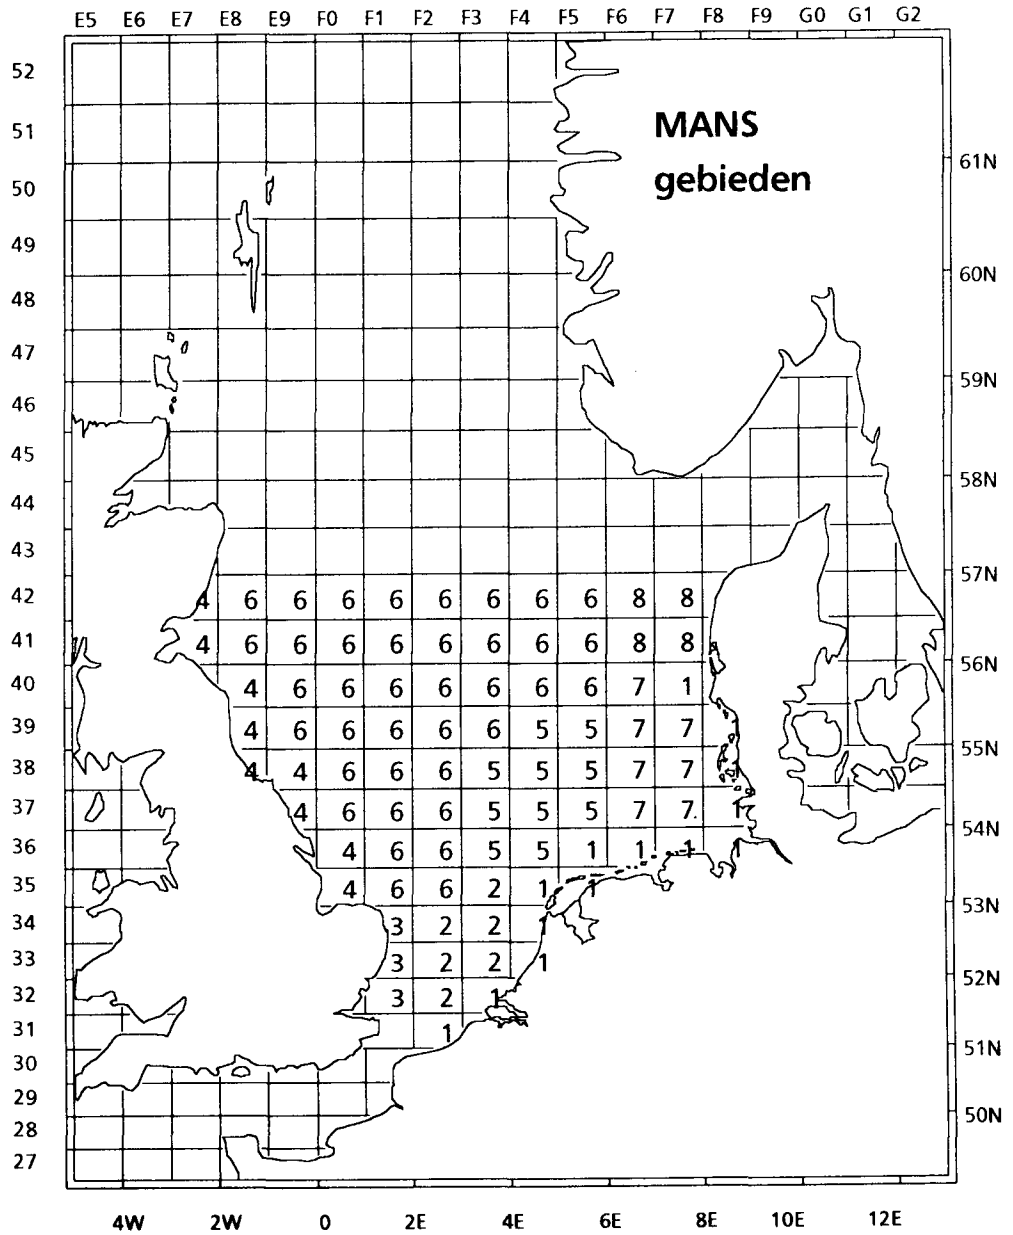 E5 E6 E7 E8 E9 F0 F1 F2 F3 F4 F5 F6 F7 F8 F9 G0 G1 G2
52
51
MANS
61N
50
gebieden
49
60N
48
47
59N
46
45
58N
44
43
57N
42 4 6 6 6 6 6 6 6 6 8 8
41 4 6 6 6 6 6 6 6 6 8 8
56N
40 4 6 6 6 6 6 6 6 7 1
39 4 6 6 6 6 6 5 5 7 7
55N
38 4 4 6 6 6 5 5 5 7 7
37 4 6 6 6 5 5 5 7 7 1
54N
36 4 6 6 5 5 1 1 1 1
35 4 6 6 2 1 1
53N
34 3 2 2 1
33 3 2 2 1
52N
32 3 2 1
31 1
51N
30
29
50N
28
27
4W 2W 0 2E 4E 6E 8E 10E 12E